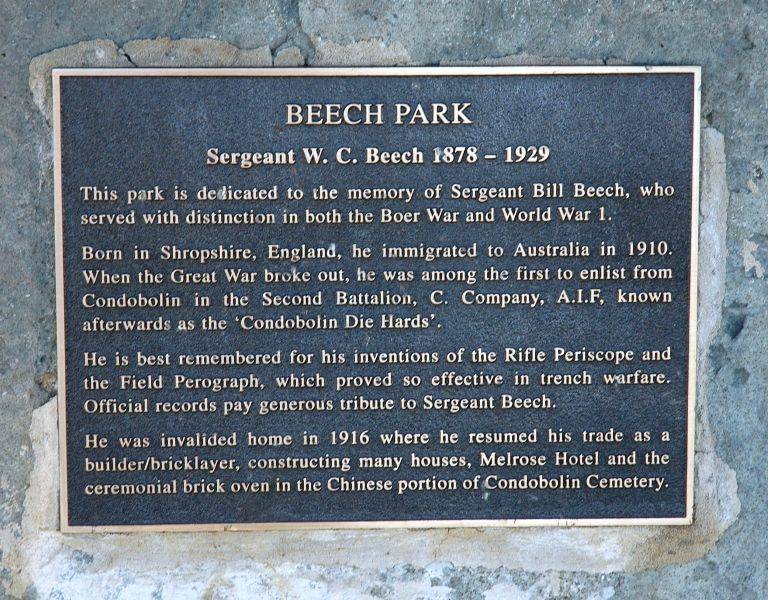 BEECH PARK
Sergeant W. C. Beech 1878 – 1929
This park is dedicated to the memory of Sergeant Bill Beech, who
served with distinction in both the Boer War and World War 1.
Born in Shropshire, England, he immigrated to Australia in 1910.
When the Great War broke out, he was among the first to enlist from
Condobolin in the Second Battalion, C. Company, A.I.F, known
afterwards as the ‘Condobolin Die Hards’.
He is best remembered for his inventions of the Rifle Periscope and
the Field Perograph, which proved so effective in trench warfare.
Official records pay generous tribute to Sergeant Beech.
He was invalided home in 1916 where he resumed his trade as a
builder/bricklayer, constructing many houses, Melrose Hotel and the
ceremonial brick oven in the Chinese portion of Condobolin Cemetery.